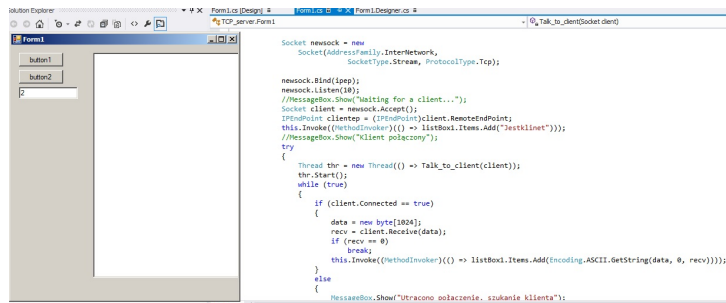 Solution Explorer
Form1.cs [Design]
Form1.cs
Form1.Designer.cs
TCP_server.Form1
Talk_to_client(Socket client)
Form1
button1
button2
2
Socket newsock = new
Socket(AddressFamily.InterNetwork,
SocketType.Stream, ProtocolType.Tcp);
newsock.Bind(ipep);
newsock.Listen(10);
//MessageBox.Show("Waiting for a client...");
Socket client = newsock.Accept();
IPEndPoint clientep = (IPEndPoint)client.RemoteEndPoint;
this.Invoke((MethodInvoker)(() => listBox1.Items.Add("Jestklinet")));
//MessageBox.Show("Klient połączony");
try
{
Thread thr = new Thread(() => Talk_to_client(client));
thr.Start();
while (true)
{
if (client.Connected == true)
{
data = new byte[1024];
recv = client.Receive(data);
if (recv == 0)
break;
this.Invoke((MethodInvoker)(() => listBox1.Items.Add(Encoding.ASCII.GetString(data, 0, recv))));
}
else
{
MessageBox.Show("Utracono połączenie. szukanie klienta");